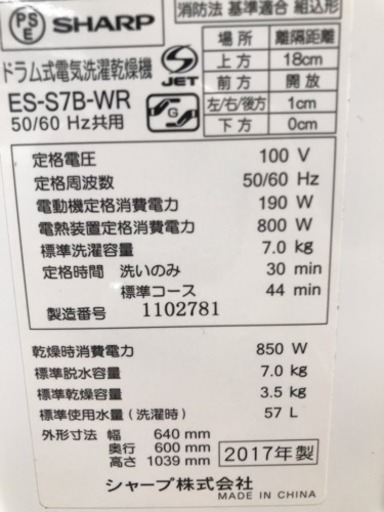 PS E SHARP
消防法 基準適合 組込形
場所 離隔距離
上方 18cm
前方 開放
左/右/後方 1cm
下方 0cm
ドラム式電気洗濯乾燥機
ES-S7B-WR
50/60 Hz共用
S JET
G
定格電圧 100 V
定格周波数 50/60 Hz
電動機定格消費電力 190 W
電熱装置定格消費電力 800 W
標準洗濯容量 7.0 kg
定格時間 洗いのみ 30 min
標準コース 44 min
製造番号 1102781
乾燥時消費電力 850 W
標準脱水容量 7.0 kg
標準乾燥容量 3.5 kg
標準使用水量(洗濯時) 57 L
外形寸法 幅 640 mm
奥行 600 mm
高さ 1039 mm
2017年製
シャープ株式会社
MADE IN CHINA